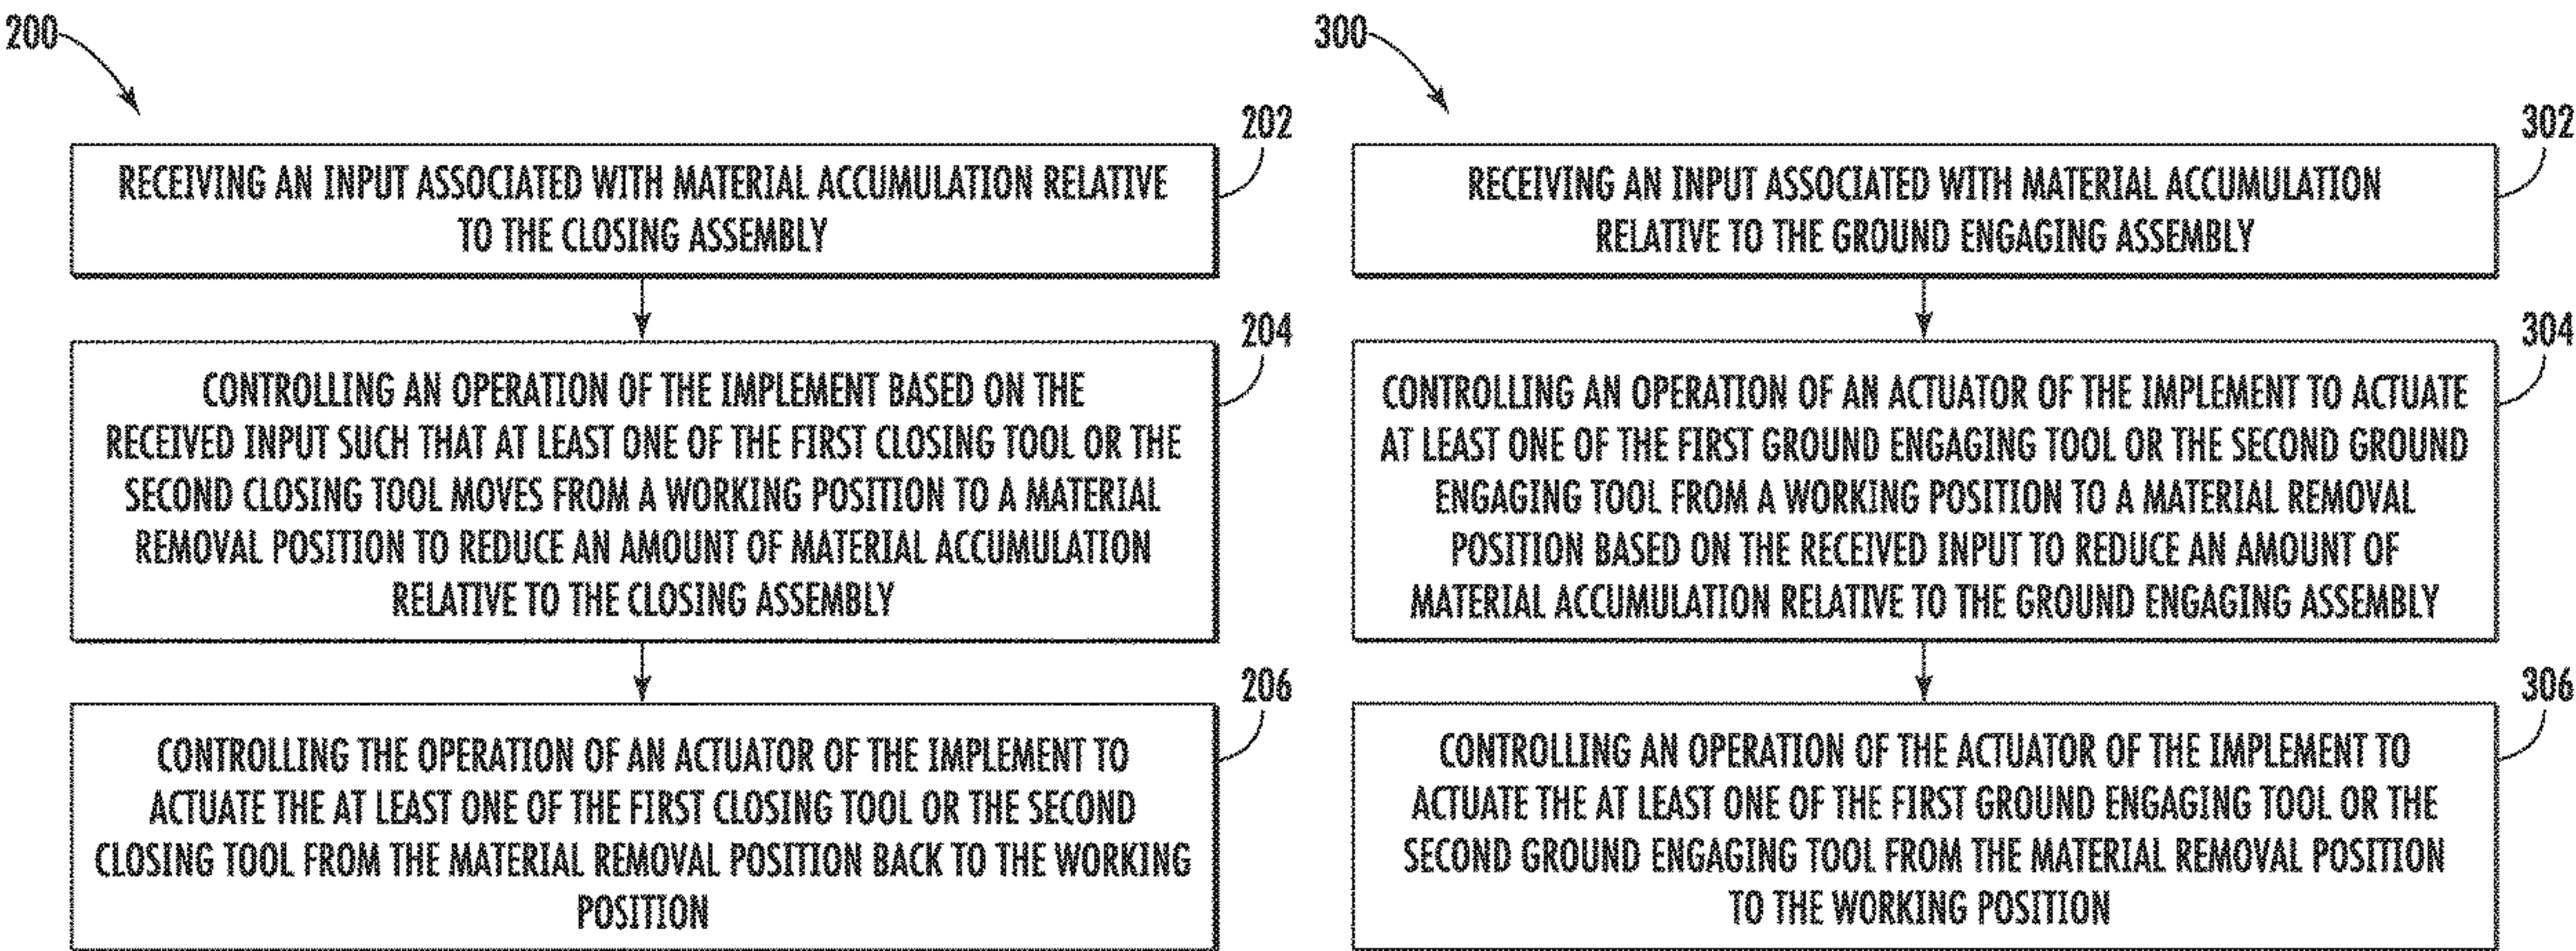 200
202
RECEIVING AN INPUT ASSOCIATED WITH MATERIAL ACCUMULATION RELATIVE
TO THE CLOSING ASSEMBLY
204
CONTROLLING AN OPERATION OF THE IMPLEMENT BASED ON THE
RECEIVED INPUT SUCH THAT AT LEAST ONE OF THE FIRST CLOSING TOOL OR THE
SECOND CLOSING TOOL MOVES FROM A WORKING POSITION TO A MATERIAL
REMOVAL POSITION TO REDUCE AN AMOUNT OF MATERIAL ACCUMULATION
RELATIVE TO THE CLOSING ASSEMBLY
206
CONTROLLING THE OPERATION OF AN ACTUATOR OF THE IMPLEMENT TO
ACTUATE THE AT LEAST ONE OF THE FIRST CLOSING TOOL OR THE SECOND
CLOSING TOOL FROM THE MATERIAL REMOVAL POSITION BACK TO THE WORKING
POSITION
300
302
RECEIVING AN INPUT ASSOCIATED WITH MATERIAL ACCUMULATION
RELATIVE TO THE GROUND ENGAGING ASSEMBLY
304
CONTROLLING AN OPERATION OF AN ACTUATOR OF THE IMPLEMENT TO ACTUATE
AT LEAST ONE OF THE FIRST GROUND ENGAGING TOOL OR THE SECOND GROUND
ENGAGING TOOL FROM A WORKING POSITION TO A MATERIAL REMOVAL
POSITION BASED ON THE RECEIVED INPUT TO REDUCE AN AMOUNT OF
MATERIAL ACCUMULATION RELATIVE TO THE GROUND ENGAGING ASSEMBLY
306
CONTROLLING AN OPERATION OF THE ACTUATOR OF THE IMPLEMENT TO
ACTUATE THE AT LEAST ONE OF THE FIRST GROUND ENGAGING TOOL OR THE
SECOND GROUND ENGAGING TOOL FROM THE MATERIAL REMOVAL POSITION
TO THE WORKING POSITION